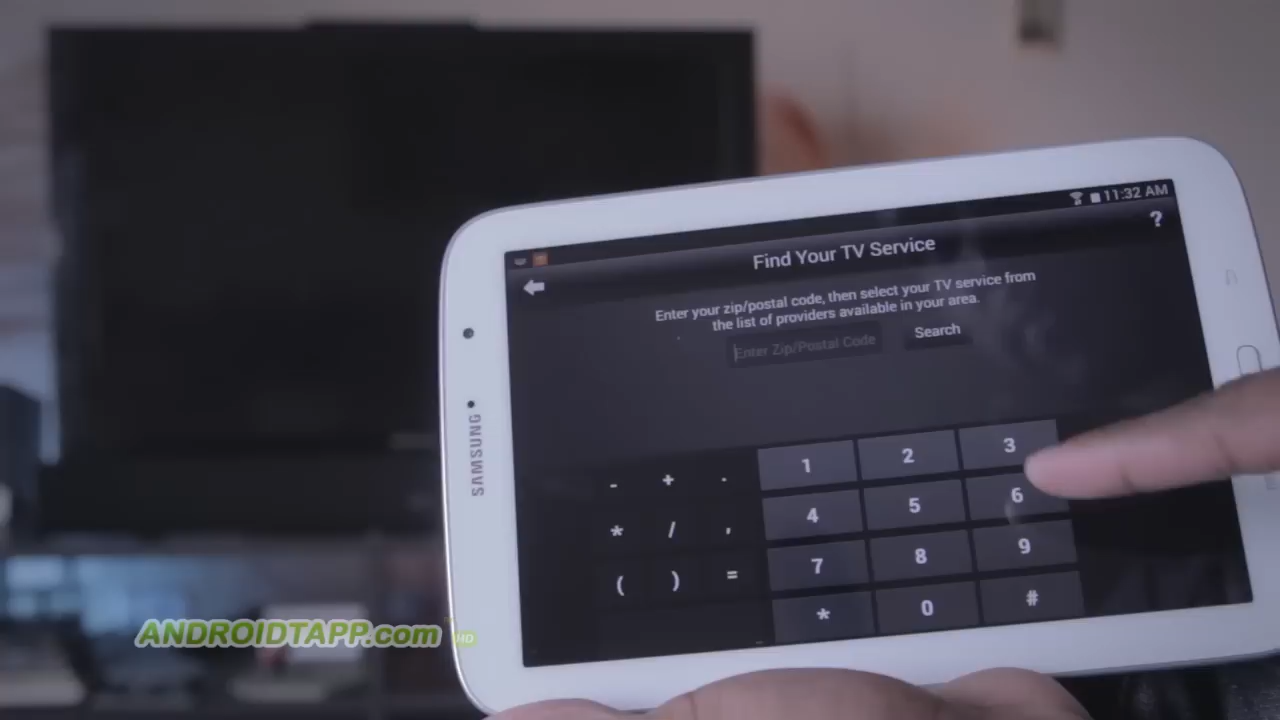 11:32 AM
?
Find Your TV Service
Enter your zip/postal code, then select your TV service from
the list of providers available in your area.
Enter Zip/Postal Code
Search
SAMSUNG
- + . 1 2 3
* / , 4 5 6
( ) = 7 8 9
* 0 #
ANDROIDTAPP.com HD